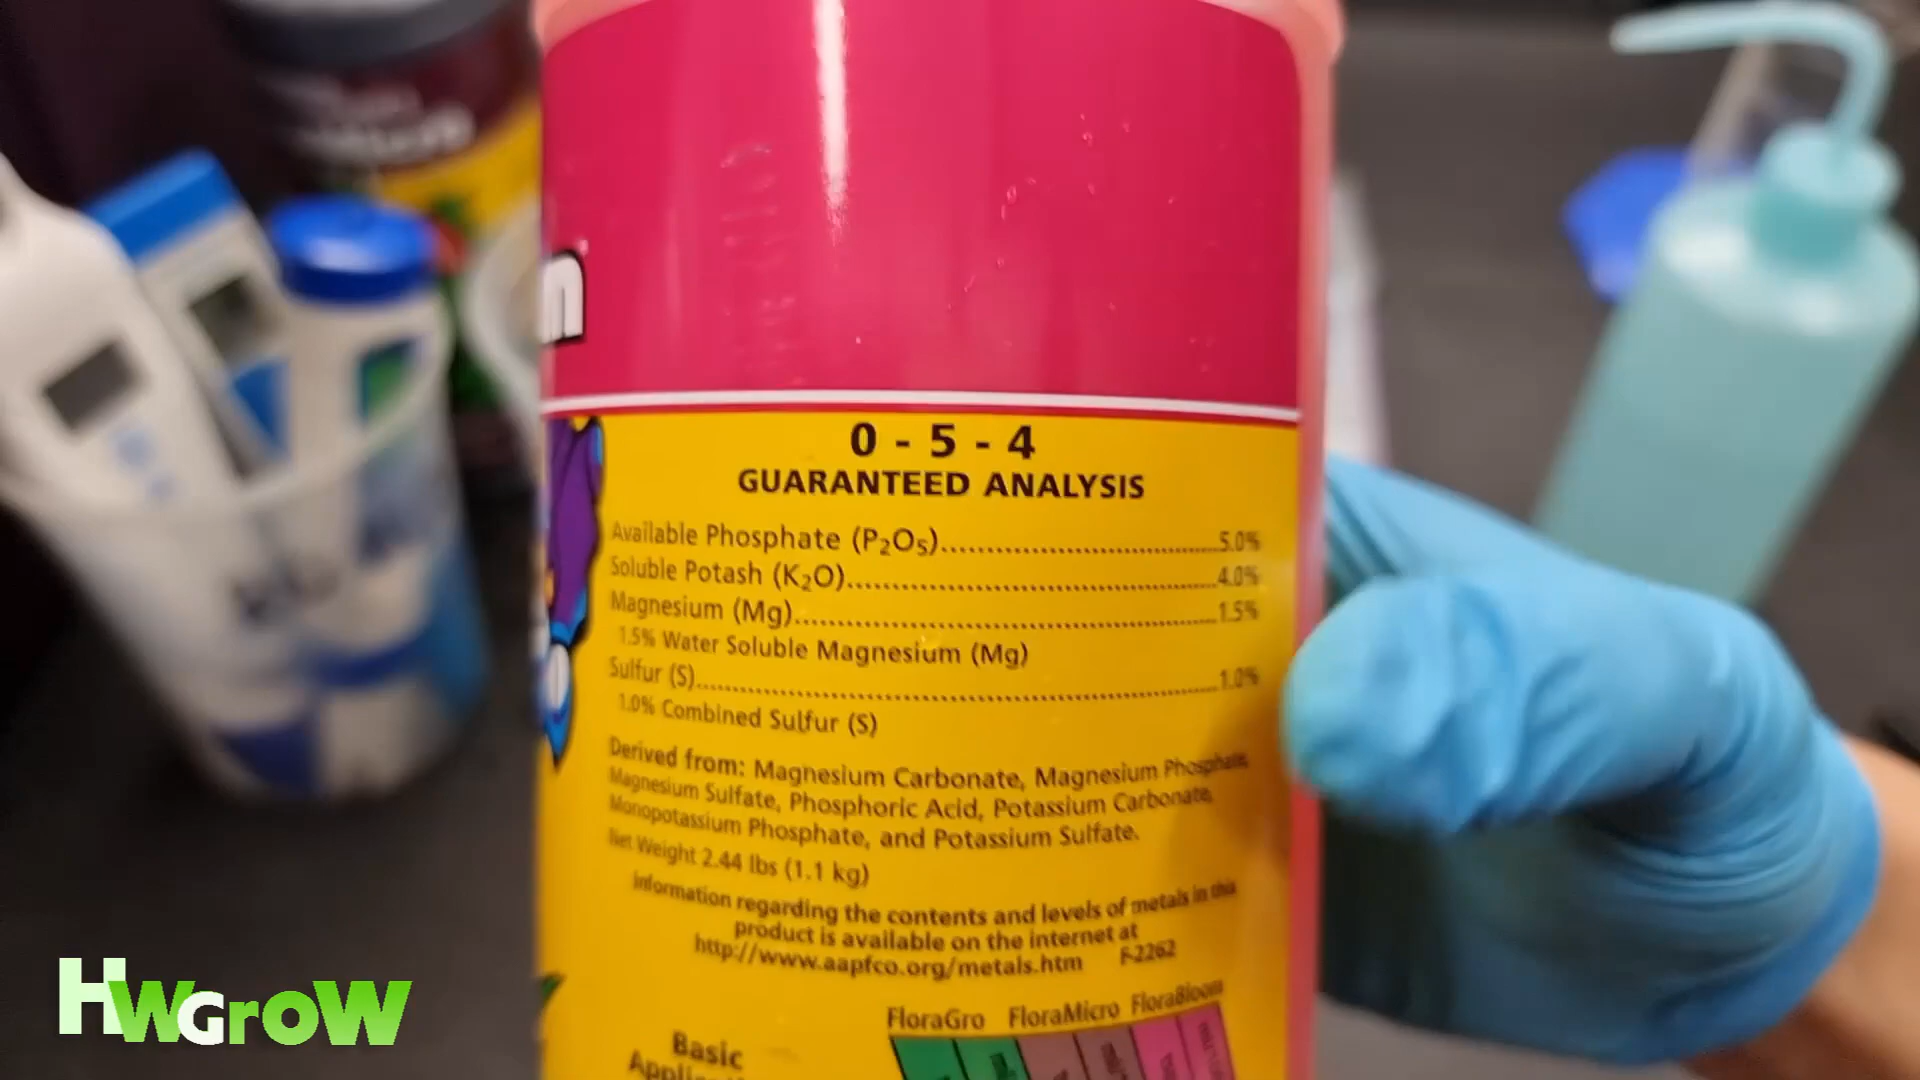 m
0 - 5 - 4
GUARANTEED ANALYSIS
Available Phosphate (P₂O₅)..............................5.0%
Soluble Potash (K₂O)..............................4.0%
Magnesium (Mg)..............................1.5%
1.5% Water Soluble Magnesium (Mg)
Sulfur (S)..............................1.0%
1.0% Combined Sulfur (S)
Derived from: Magnesium Carbonate, Magnesium Phosphate,
Magnesium Sulfate, Phosphoric Acid, Potassium Carbonate,
Monopotassium Phosphate, and Potassium Sulfate.
Net Weight 2.44 lbs (1.1 kg)
Information regarding the contents and levels of metals in this
product is available on the internet at
http://www.aapfco.org/metals.htm F-2262
FloraGro FloraMicro FloraBloom
Basic
HWGroW